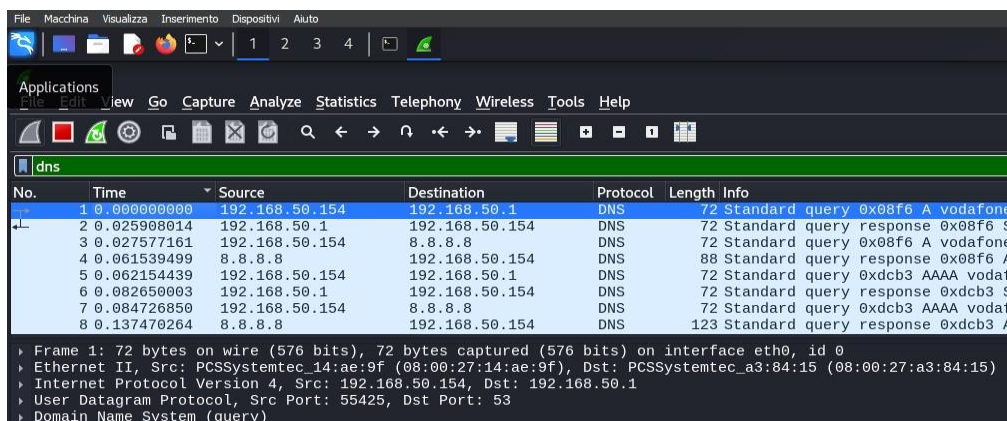 File Macchina Visualizza Inserimento Dispositivi Aiuto
1 2 3 4
Applications
File Edit View Go Capture Analyze Statistics Telephony Wireless Tools Help
dns
No. Time Source Destination Protocol Length Info
1 0.000000000 192.168.50.154 192.168.50.1 DNS 72 Standard query 0x08f6 A vodafone
2 0.025908014 192.168.50.1 192.168.50.154 DNS 72 Standard query response 0x08f6 S
3 0.027577161 192.168.50.154 8.8.8.8 DNS 72 Standard query 0x08f6 A vodafone
4 0.061539499 8.8.8.8 192.168.50.154 DNS 88 Standard query response 0x08f6 A
5 0.062154439 192.168.50.154 192.168.50.1 DNS 72 Standard query 0xdcb3 AAAA vodaf
6 0.082650003 192.168.50.1 192.168.50.154 DNS 72 Standard query response 0xdcb3 S
7 0.084726850 192.168.50.154 8.8.8.8 DNS 72 Standard query 0xdcb3 AAAA vodaf
8 0.137470264 8.8.8.8 192.168.50.154 DNS 123 Standard query response 0xdcb3 A
Frame 1: 72 bytes on wire (576 bits), 72 bytes captured (576 bits) on interface eth0, id 0
Ethernet II, Src: PCSSystemtec_14:ae:9f (08:00:27:14:ae:9f), Dst: PCSSystemtec_a3:84:15 (08:00:27:a3:84:15)
Internet Protocol Version 4, Src: 192.168.50.154, Dst: 192.168.50.1
User Datagram Protocol, Src Port: 55425, Dst Port: 53
Domain Name System (query)